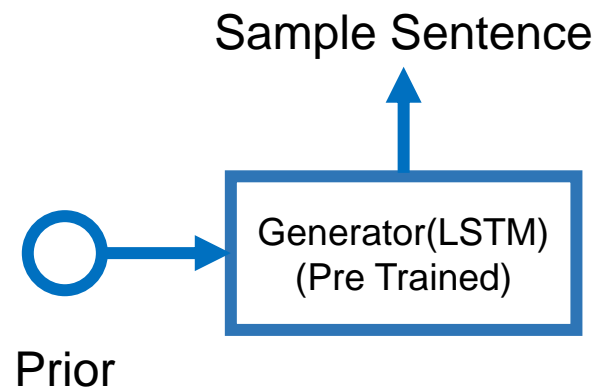 Sample Sentence
Generator(LSTM)
(Pre Trained)
Prior